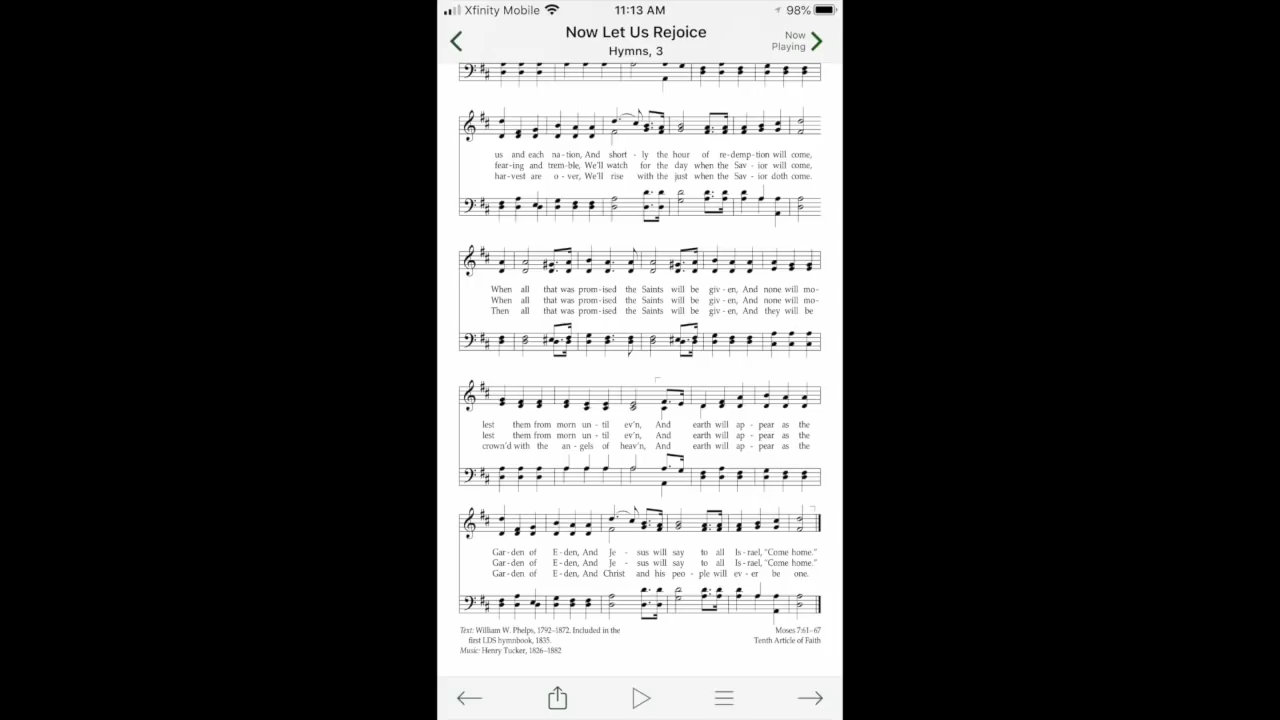 Xfinity Mobile 11:13 AM 98%
Now Let Us Rejoice
Hymns, 3
Now
Playing
us and each na-tion, And short - ly the hour of re-demp-tion will come,
fear-ing and trem-ble, We'll watch for the day when the Sav - ior will come,
har-vest are o - ver, We'll rise with the just when the Sav - ior doth come.
When all that was prom-ised the Saints will be giv - en, And none will mo-
When all that was prom-ised the Saints will be giv - en, And none will mo-
Then all that was prom-ised the Saints will be giv - en, And they will be
lest them from morn un - til ev'n, And earth will ap - pear as the
lest them from morn un - til ev'n, And earth will ap - pear as the
crown'd with the an - gels of heav'n, And earth will ap - pear as the
Gar - den of E - den, And Je - sus will say to all Is - rael, “Come home.”
Gar - den of E - den, And Je - sus will say to all Is - rael, “Come home.”
Gar - den of E - den, And Christ and his peo - ple will ev - er be one.
Text: William W. Phelps, 1792–1872. Included in the
first LDS hymnbook, 1835.
Music: Henry Tucker, 1826–1882
Moses 7:61–67
Tenth Article of Faith